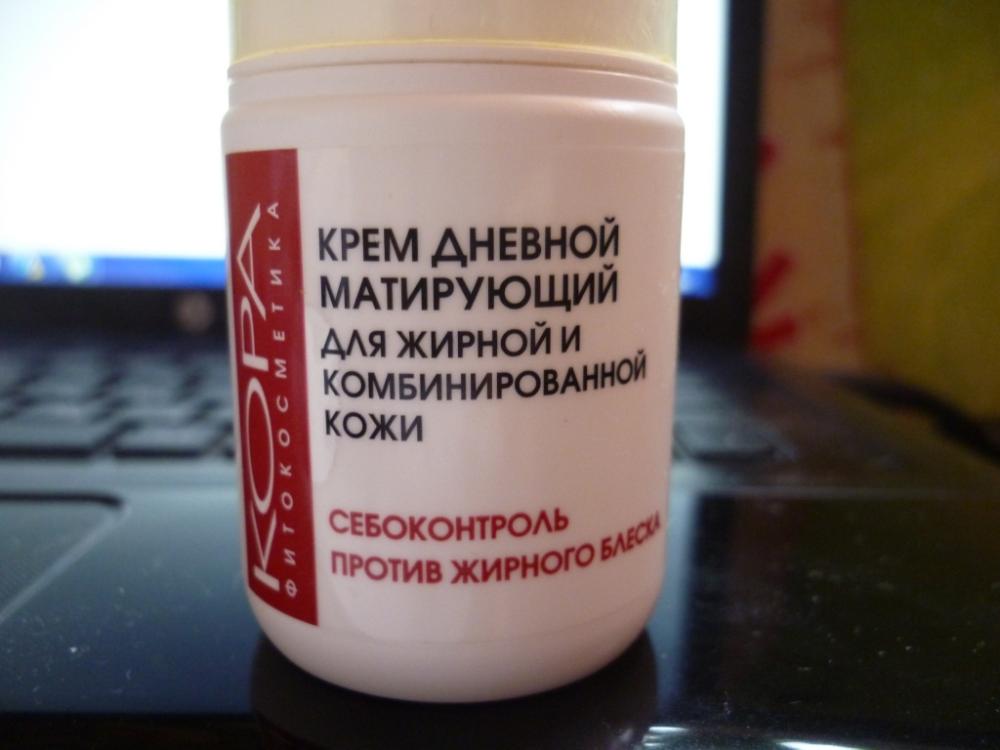 КОРА
ФИТОКОСМЕТИКА
КРЕМ ДНЕВНОЙ
МАТИРУЮЩИЙ
ДЛЯ ЖИРНОЙ И
КОМБИНИРОВАННОЙ
КОЖИ
СЕБОКОНТРОЛЬ
ПРОТИВ ЖИРНОГО БЛЕСКА